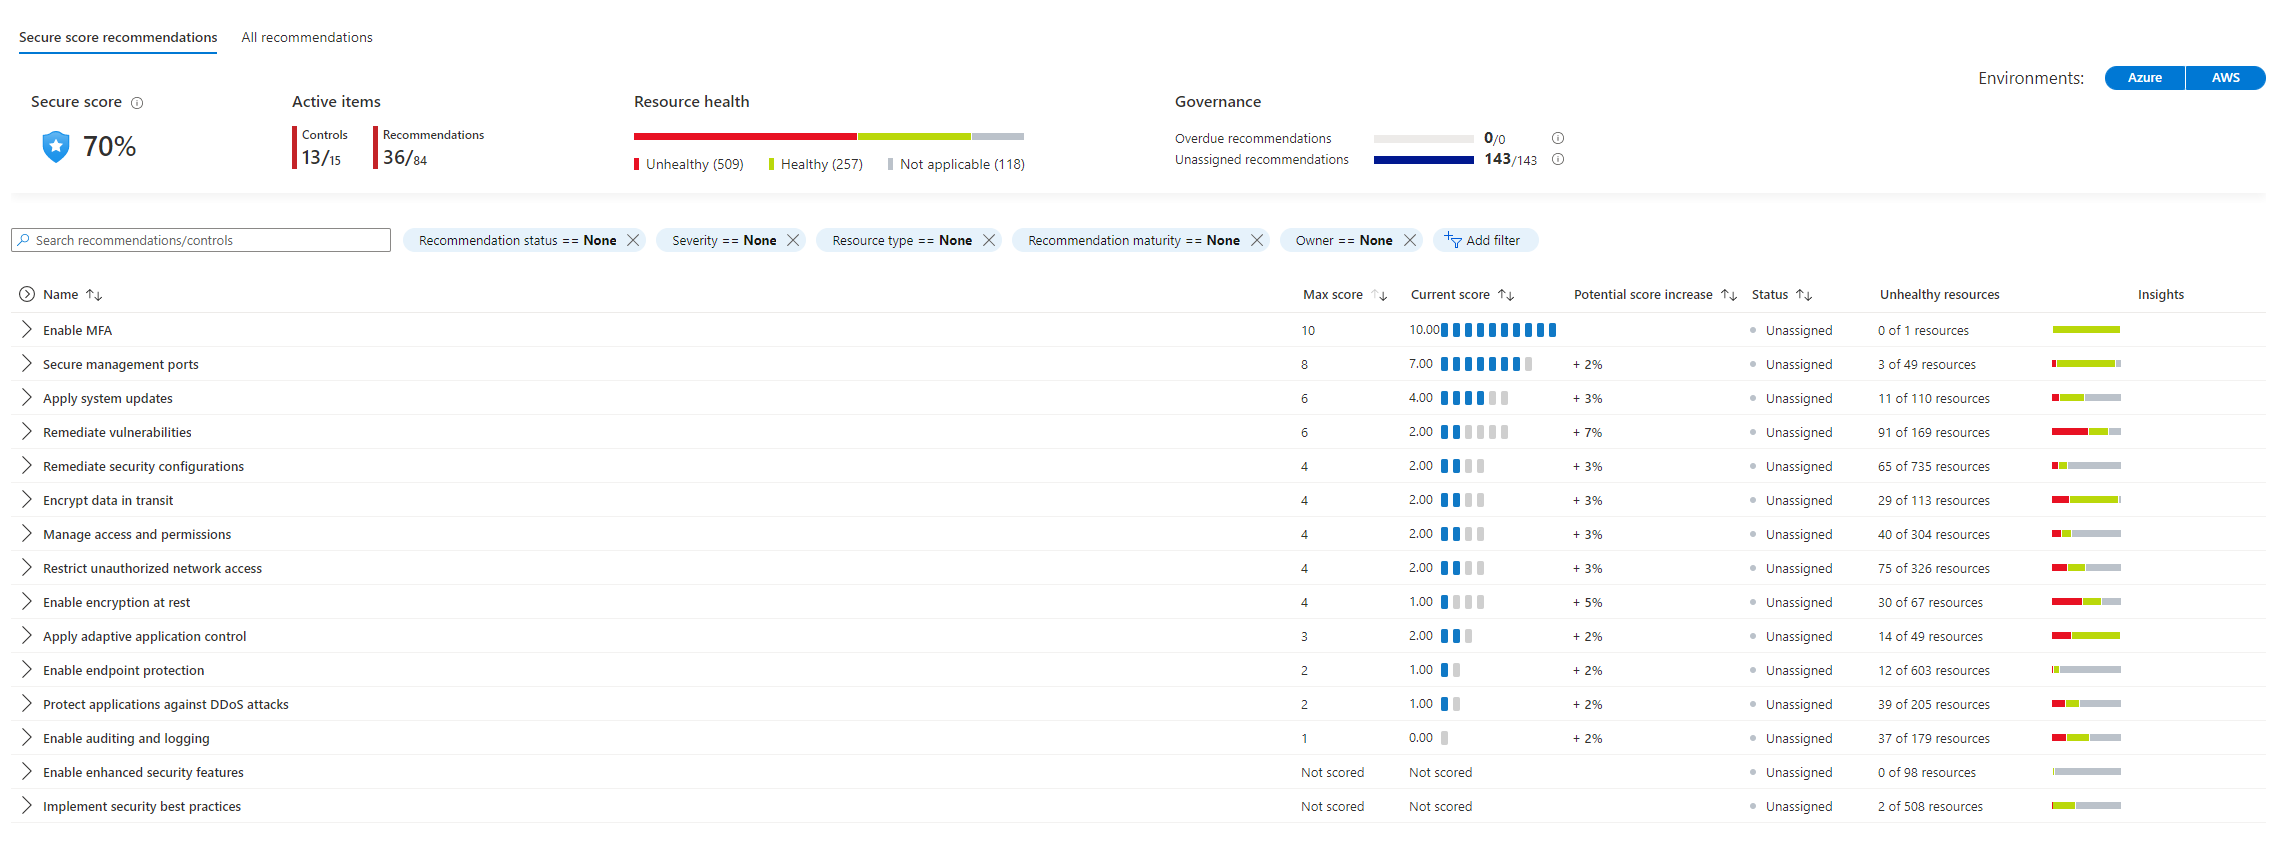 Secure score recommendations All recommendations
Environments: Azure AWS
Secure score Active items Resource health Governance
70% Controls 13/15 Recommendations 36/84
Unhealthy (509) Healthy (257) Not applicable (118)
Overdue recommendations 0/0
Unassigned recommendations 143/143
Search recommendations/controls Recommendation status == None Severity == None Resource type == None Recommendation maturity == None Owner == None Add filter
Name Max score Current score Potential score increase Status Unhealthy resources Insights
Enable MFA 10 10.00 Unassigned 0 of 1 resources
Secure management ports 8 7.00 + 2% Unassigned 3 of 49 resources
Apply system updates 6 4.00 + 3% Unassigned 11 of 110 resources
Remediate vulnerabilities 6 2.00 + 7% Unassigned 91 of 169 resources
Remediate security configurations 4 2.00 + 3% Unassigned 65 of 735 resources
Encrypt data in transit 4 2.00 + 3% Unassigned 29 of 113 resources
Manage access and permissions 4 2.00 + 3% Unassigned 40 of 304 resources
Restrict unauthorized network access 4 2.00 + 3% Unassigned 75 of 326 resources
Enable encryption at rest 4 1.00 + 5% Unassigned 30 of 67 resources
Apply adaptive application control 3 2.00 + 2% Unassigned 14 of 49 resources
Enable endpoint protection 2 1.00 + 2% Unassigned 12 of 603 resources
Protect applications against DDoS attacks 2 1.00 + 2% Unassigned 39 of 205 resources
Enable auditing and logging 1 0.00 + 2% Unassigned 37 of 179 resources
Enable enhanced security features Not scored Not scored Unassigned 0 of 98 resources
Implement security best practices Not scored Not scored Unassigned 2 of 508 resources